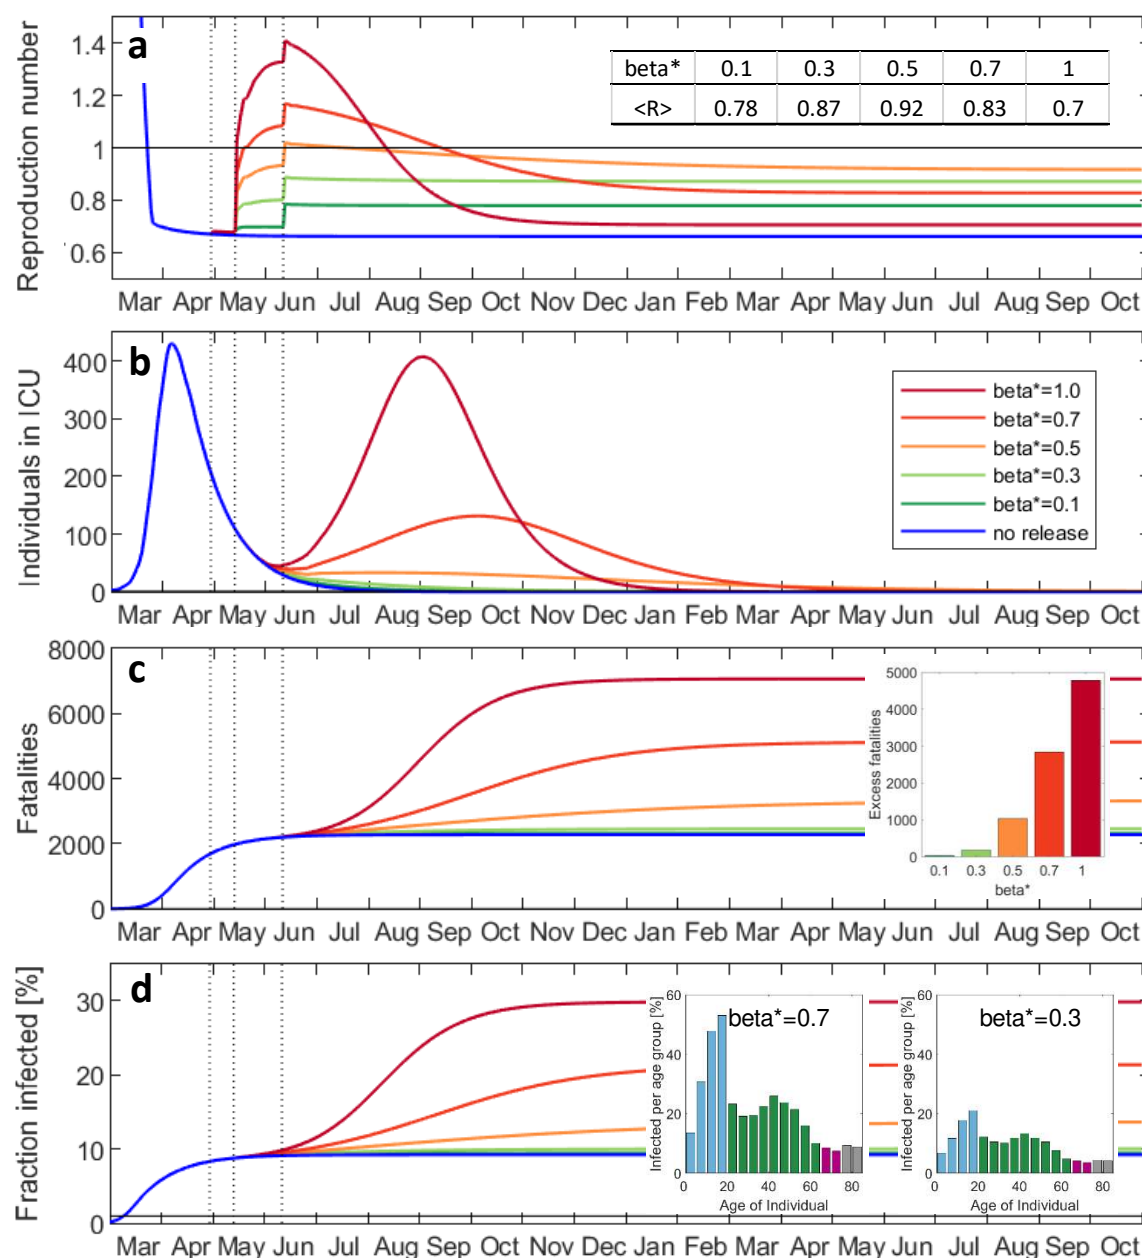 a
Reproduction number
1.4
1.2
1
0.8
0.6
beta* 0.1 0.3 0.5 0.7 1
<R> 0.78 0.87 0.92 0.83 0.7
Mar Apr May Jun Jul Aug Sep Oct Nov Dec Jan Feb Mar Apr May Jun Jul Aug Sep Oct
b
Individuals in ICU
400
300
200
100
0
beta*=1.0
beta*=0.7
beta*=0.5
beta*=0.3
beta*=0.1
no release
Mar Apr May Jun Jul Aug Sep Oct Nov Dec Jan Feb Mar Apr May Jun Jul Aug Sep Oct
c
Fatalities
8000
6000
4000
2000
0
Excess fatalities
5000
4000
3000
2000
1000
0
0.1 0.3 0.5 0.7 1
beta*
Mar Apr May Jun Jul Aug Sep Oct Nov Dec Jan Feb Mar Apr May Jun Jul Aug Sep Oct
d
Fraction infected [%]
30
20
10
0
Infected per age group [%]
60
40
20
0
beta*=0.7
0 20 40 60 80
Age of Individual
Infected per age group [%]
60
40
20
0
beta*=0.3
0 20 40 60 80
Age of Individual
Mar Apr May Jun Jul Aug Sep Oct Nov Dec Jan Feb Mar Apr May Jun Jul Aug Sep Oct